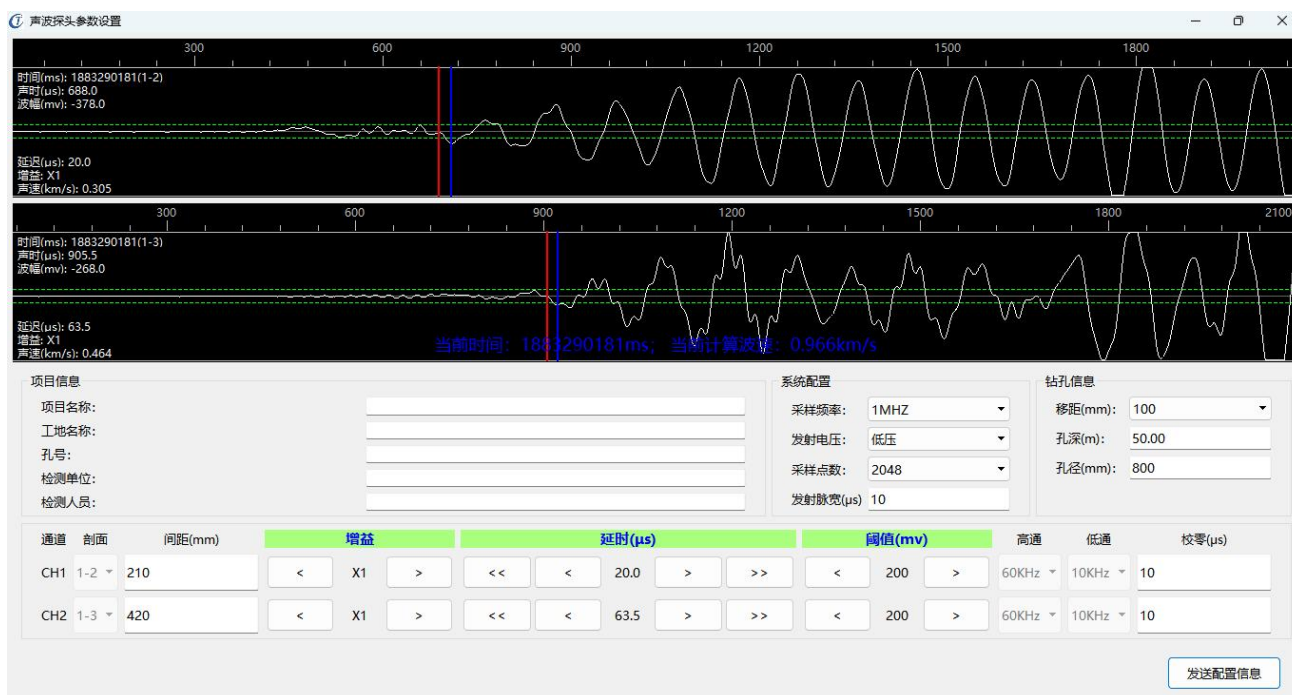 声波探头参数设置
300 600 900 1200 1500 1800
时间(ms): 1883290181(1-2)
声时(μs): 688.0
波幅(mv): -378.0
延迟(μs): 20.0
增益: X1
声速(km/s): 0.305
300 600 900 1200 1500 1800 2100
时间(ms): 1883290181(1-3)
声时(μs): 905.5
波幅(mv): -268.0
延迟(μs): 63.5
增益: X1
声速(km/s): 0.464
当前时间: 1883290181ms; 当前计算波速: 0.966km/s
项目信息 系统配置 钻孔信息
项目名称: 采样频率: 1MHZ 移距(mm): 100
工地名称: 发射电压: 低压 孔深(m): 50.00
孔号: 采样点数: 2048 孔径(mm): 800
检测单位: 发射脉宽(μs) 10
检测人员:
通道 剖面 间距(mm) 增益 延时(μs) 阈值(mv) 高通 低通 校零(μs)
CH1 1-2 210 < X1 > << < 20.0 > >> < 200 > 60KHz 10KHz 10
CH2 1-3 420 < X1 > << < 63.5 > >> < 200 > 60KHz 10KHz 10
发送配置信息